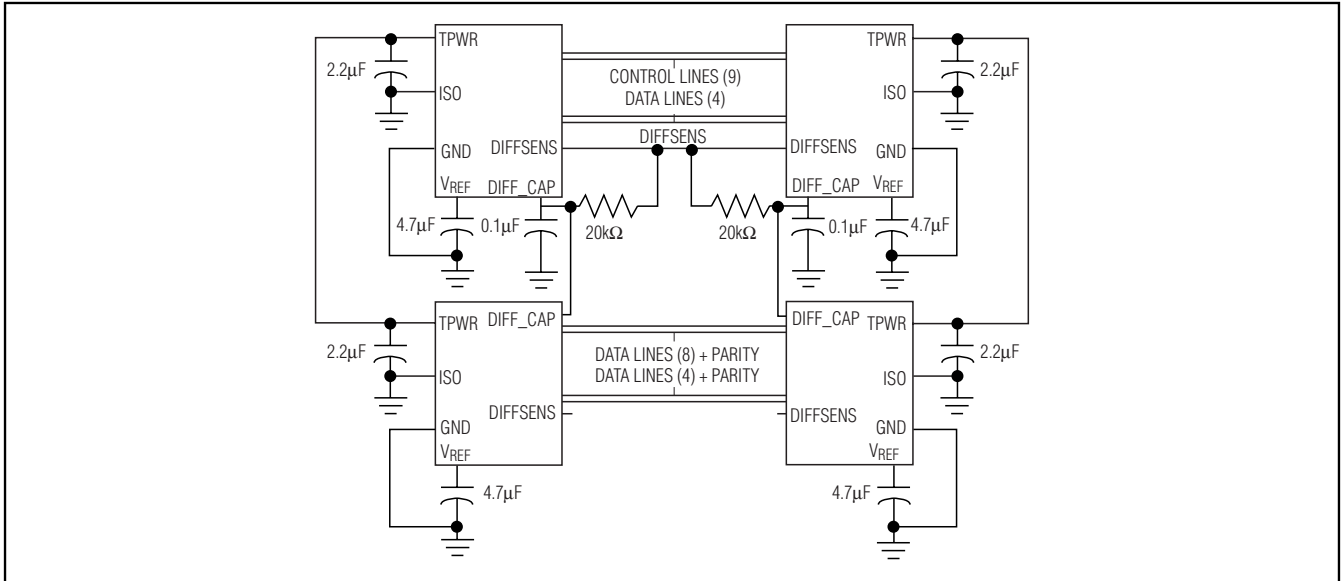 TPWR
TPWR
2.2μF
CONTROL LINES (9)
DATA LINES (4)
2.2μF
ISO
ISO
DIFFSENS
GND
DIFFSENS
DIFFSENS
GND
VREF
DIFF_CAP
DIFF_CAP
VREF
4.7μF
0.1μF
20kΩ
20kΩ
0.1μF
4.7μF
TPWR
DIFF_CAP
DIFF_CAP
TPWR
2.2μF
DATA LINES (8) + PARITY
DATA LINES (4) + PARITY
2.2μF
ISO
ISO
DIFFSENS
DIFFSENS
GND
GND
VREF
VREF
4.7μF
4.7μF